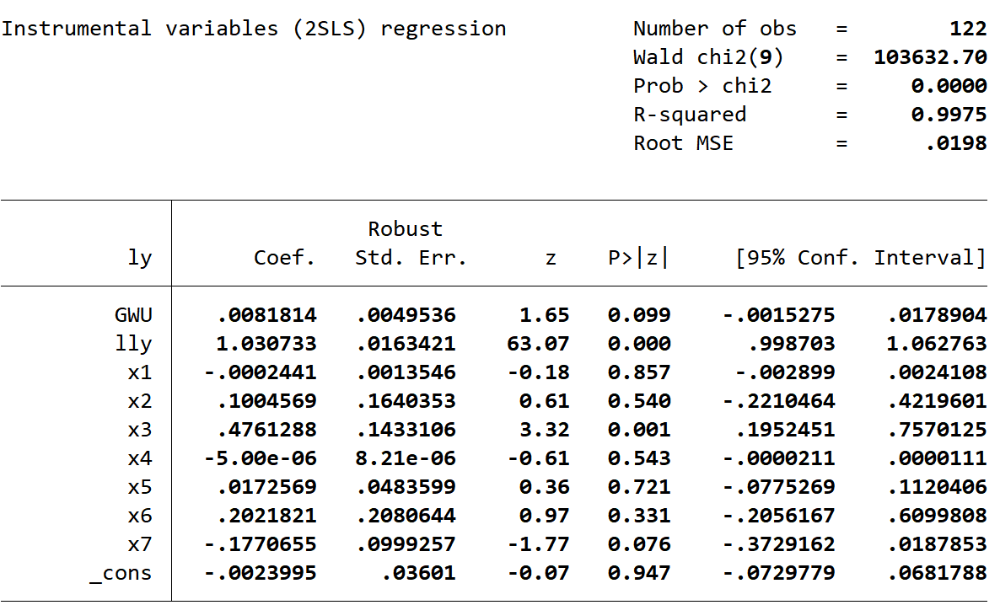 Instrumental variables (2SLS) regression Number of obs = 122
Wald chi2(9) = 103632.70
Prob > chi2 = 0.0000
R-squared = 0.9975
Root MSE = .0198
Robust
ly Coef. Std. Err. z P>|z| [95% Conf. Interval]
GWU .0081814 .0049536 1.65 0.099 -.0015275 .0178904
lly 1.030733 .0163421 63.07 0.000 .998703 1.062763
x1 -.0002441 .0013546 -0.18 0.857 -.002899 .0024108
x2 .1004569 .1640353 0.61 0.540 -.2210464 .4219601
x3 .4761288 .1433106 3.32 0.001 .1952451 .7570125
x4 -5.00e-06 8.21e-06 -0.61 0.543 -.0000211 .0000111
x5 .0172569 .0483599 0.36 0.721 -.0775269 .1120406
x6 .2021821 .2080644 0.97 0.331 -.2056167 .6099808
x7 -.1770655 .0999257 -1.77 0.076 -.3729162 .0187853
_cons -.0023995 .03601 -0.07 0.947 -.0729779 .0681788